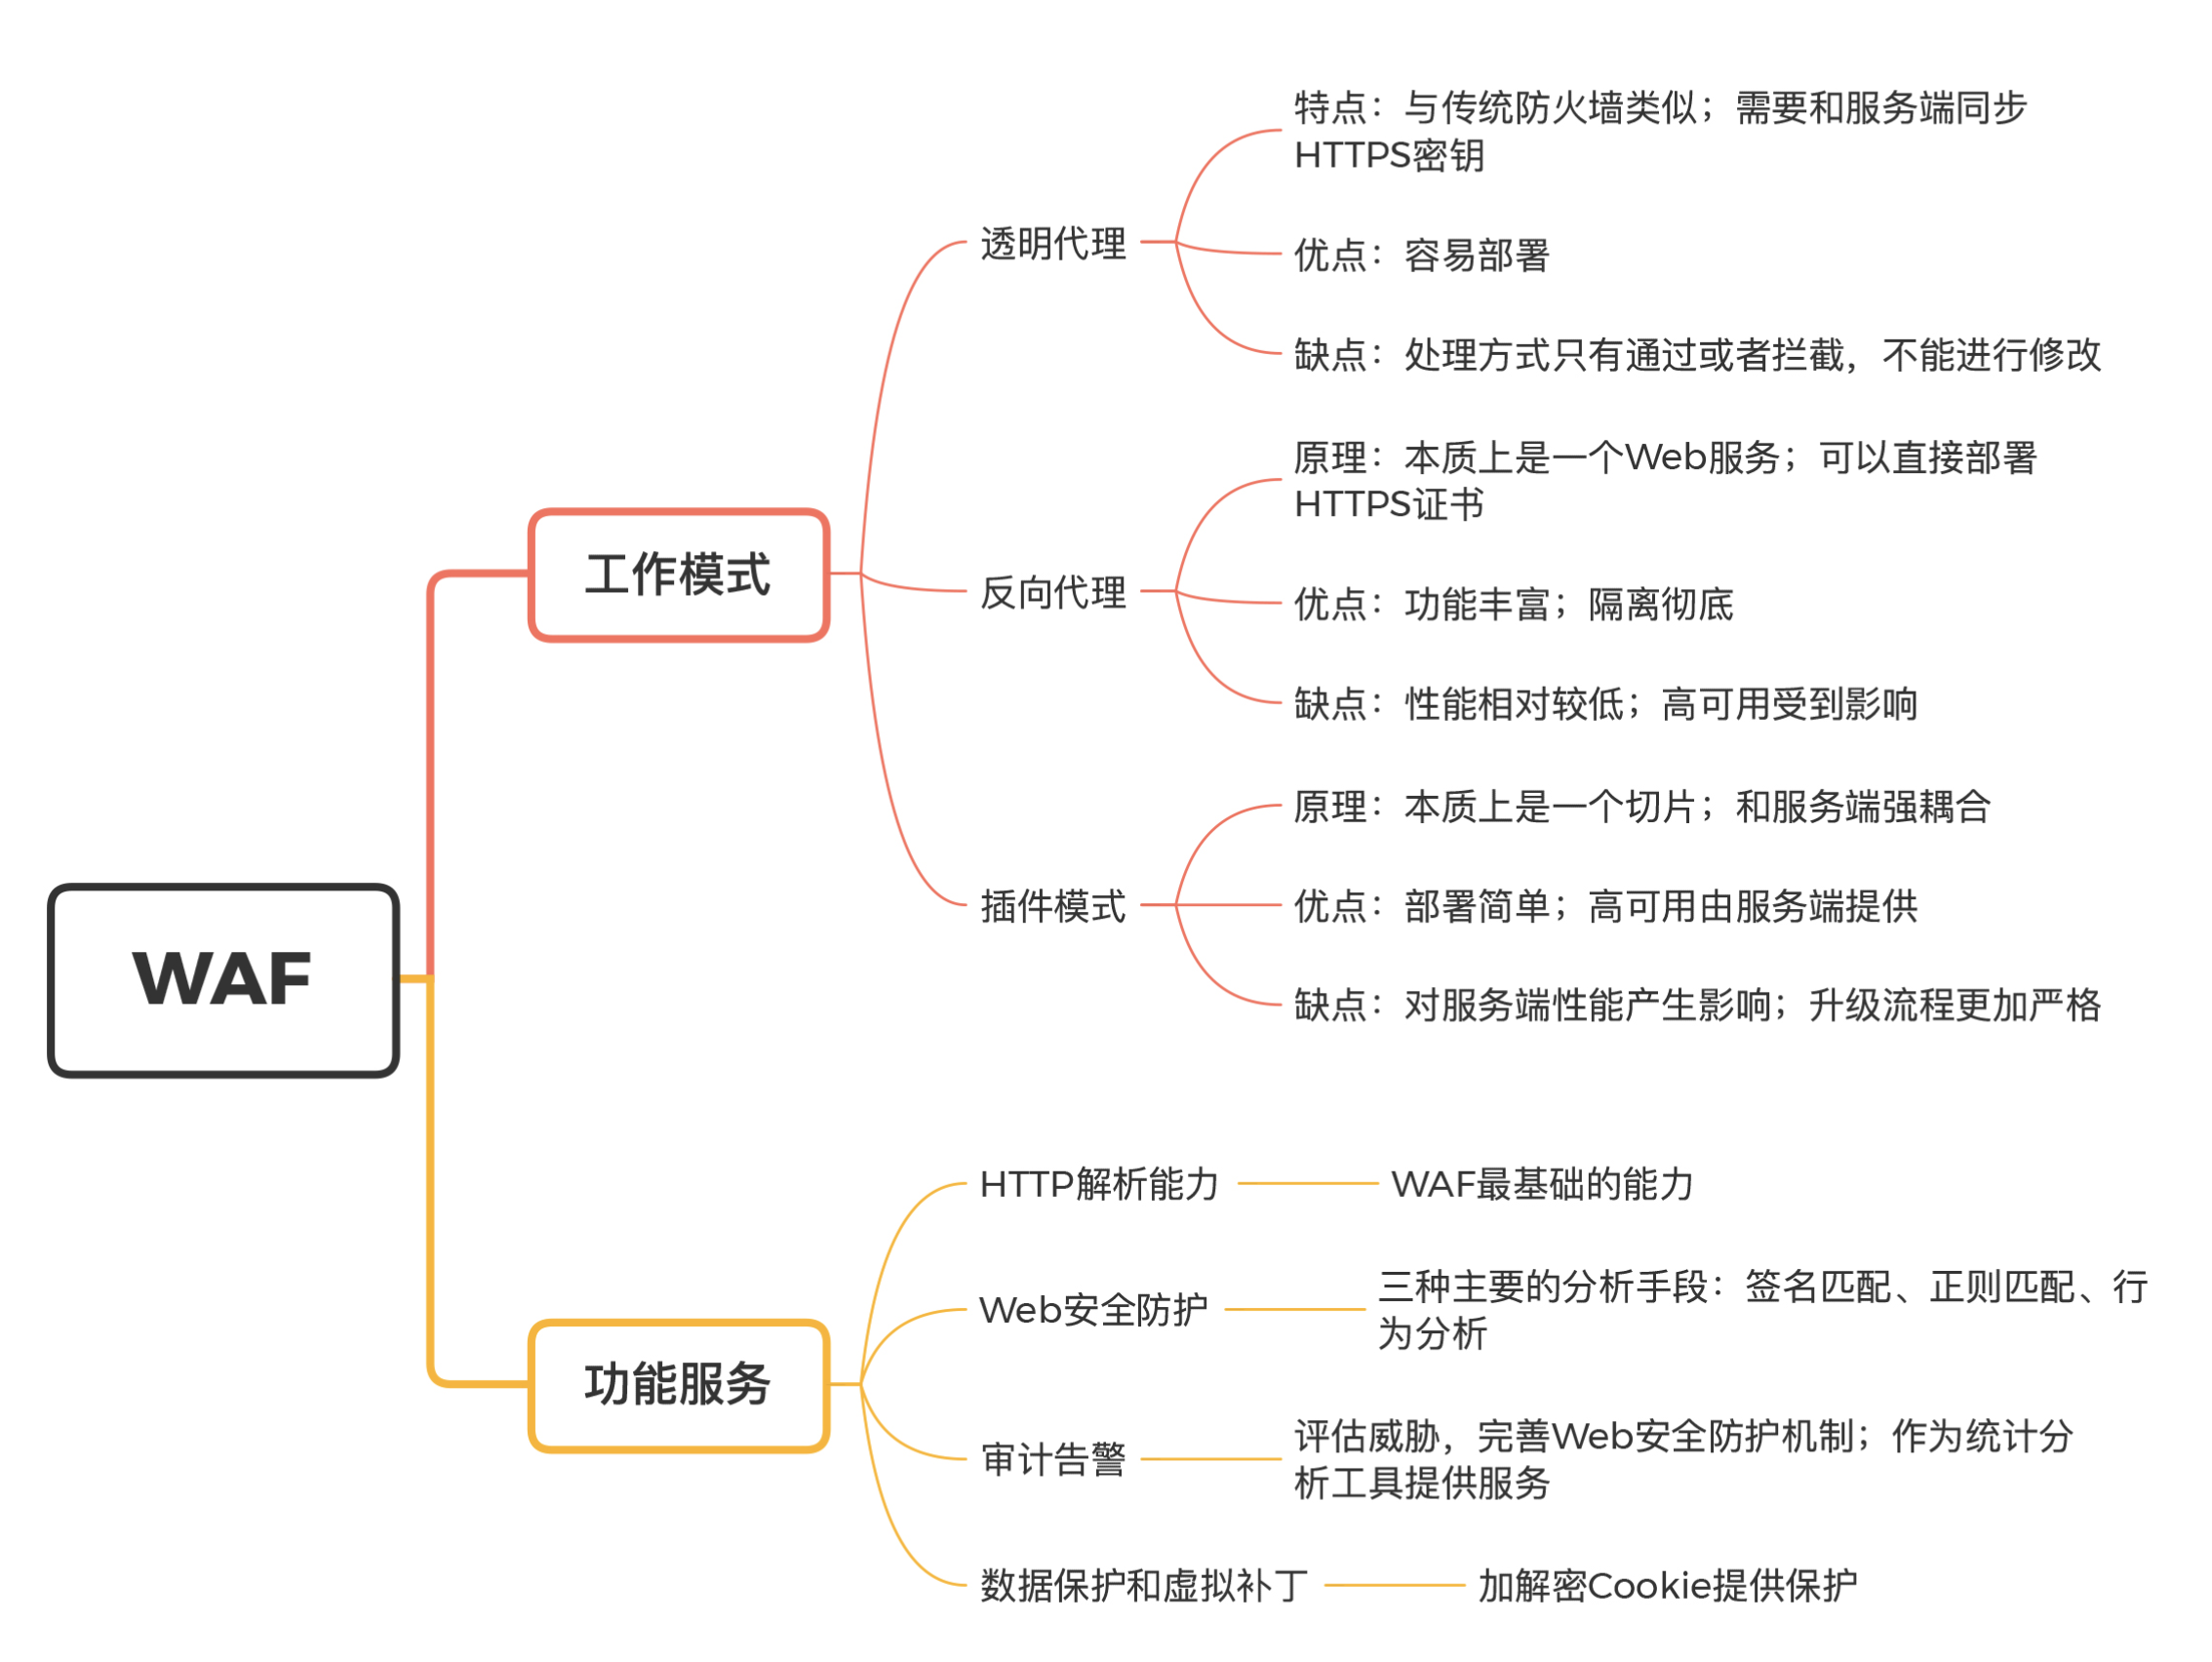 特点：与传统防火墙类似；需要和服务端同步
HTTPS密钥
透明代理
优点：容易部署
缺点：处理方式只有通过或者拦截，不能进行修改
原理：本质上是一个Web服务；可以直接部署
HTTPS证书
工作模式
反向代理
优点：功能丰富；隔离彻底
缺点：性能相对较低；高可用受到影响
原理：本质上是一个切片；和服务端强耦合
插件模式
优点：部署简单；高可用由服务端提供
缺点：对服务端性能产生影响；升级流程更加严格
WAF
HTTP解析能力
WAF最基础的能力
Web安全防护
三种主要的分析手段：签名匹配、正则匹配、行
为分析
功能服务
审计告警
评估威胁，完善Web安全防护机制；作为统计分
析工具提供服务
数据保护和虚拟补丁
加解密Cookie提供保护